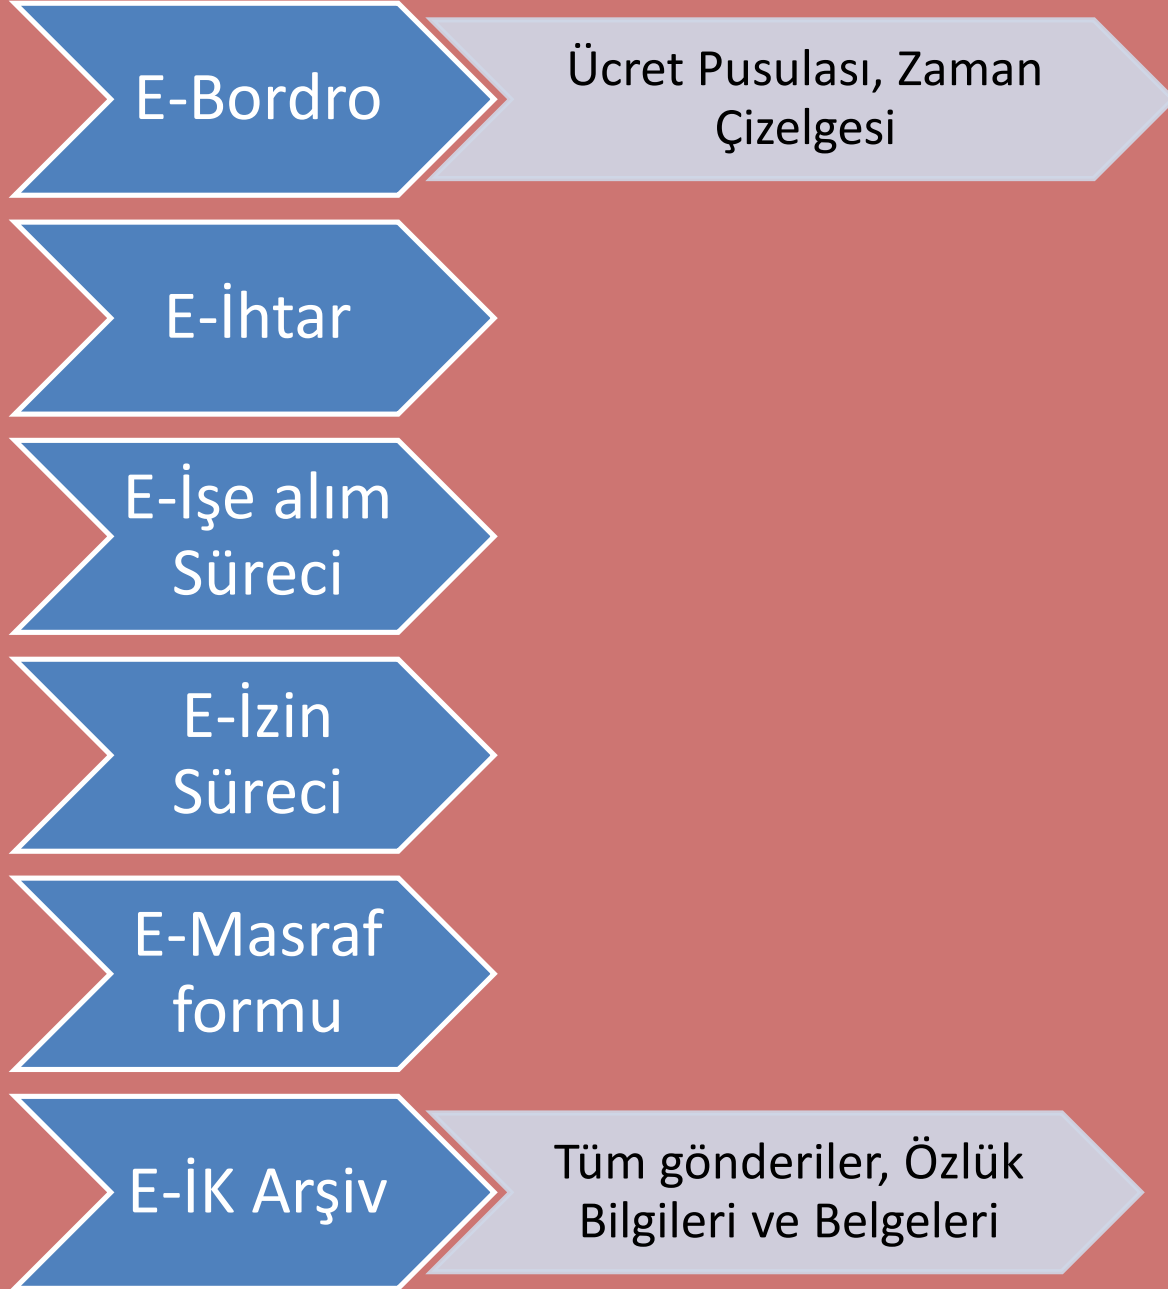 E-Bordro
Ücret Pusulası, Zaman
Çizelgesi
E-İhtar
E-İşe alım
Süreci
E-İzin
Süreci
E-Masraf
formu
E-İK Arşiv
Tüm gönderiler, Özlük
Bilgileri ve Belgeleri